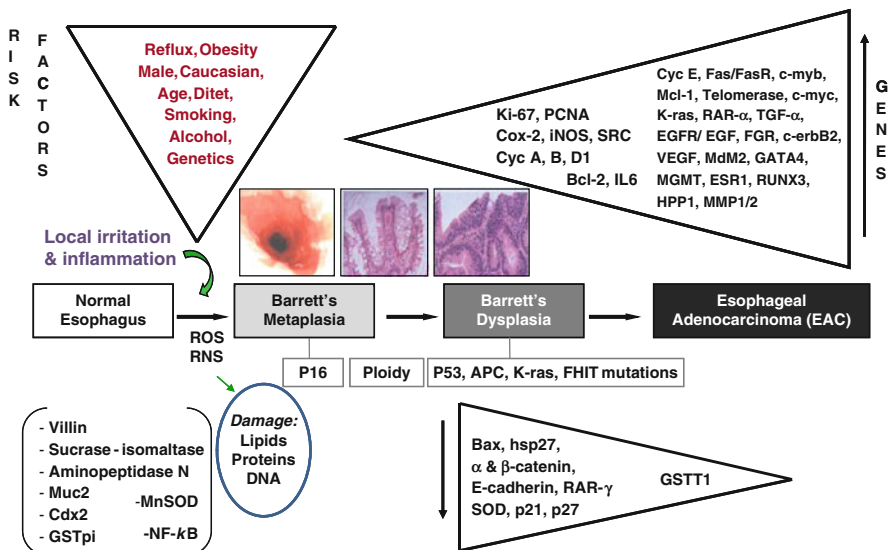 RISK
FACTORS
Reflux, Obesity
Male, Caucasian,
Age, Ditet,
Smoking,
Alcohol,
Genetics
Ki-67, PCNA
Cox-2, iNOS, SRC
Cyc A, B, D1
Bcl-2, IL6
Cyc E, Fas/FasR, c-myb,
Mcl-1, Telomerase, c-myc,
K-ras, RAR-α, TGF-α,
EGFR/ EGF, FGR, c-erbB2,
VEGF, MdM2, GATA4,
MGMT, ESR1, RUNX3,
HPP1, MMP1/2
GENES
Local irritation
& inflammation
Normal
Esophagus
ROS
RNS
Barrett's
Metaplasia
Barrett's
Dysplasia
Esophageal
Adenocarcinoma (EAC)
P16
Ploidy
P53, APC, K-ras, FHIT mutations
- Villin
- Sucrase - isomaltase
- Aminopeptidase N
- Muc2
- Cdx2
- GSTpi
-MnSOD
-NF-kB
Damage:
Lipids
Proteins
DNA
Bax, hsp27,
α & β-catenin,
E-cadherin, RAR-γ
SOD, p21, p27
GSTT1